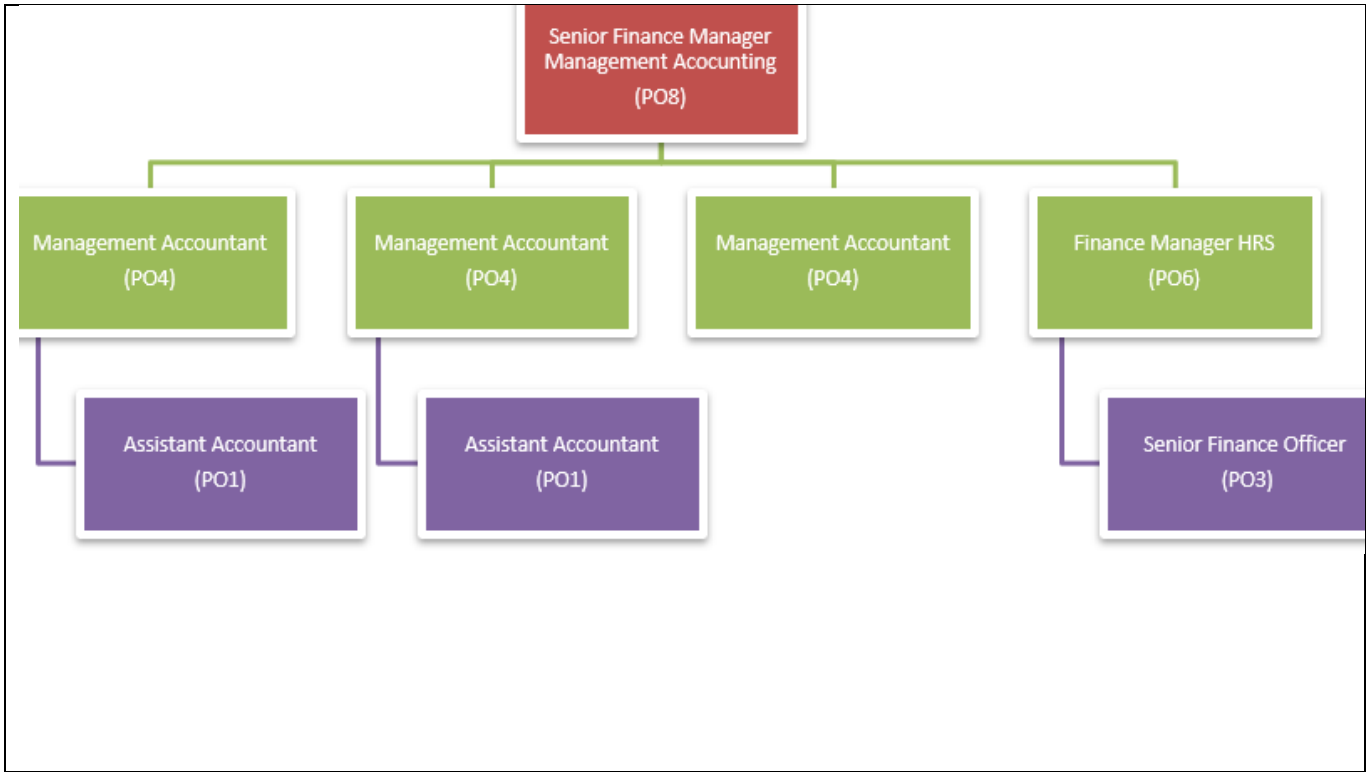 Senior Finance Manager
Management Acocunting
(PO8)
Management Accountant
(PO4)
Management Accountant
(PO4)
Management Accountant
(PO4)
Finance Manager HRS
(PO6)
Assistant Accountant
(PO1)
Assistant Accountant
(PO1)
Senior Finance Officer
(PO3)